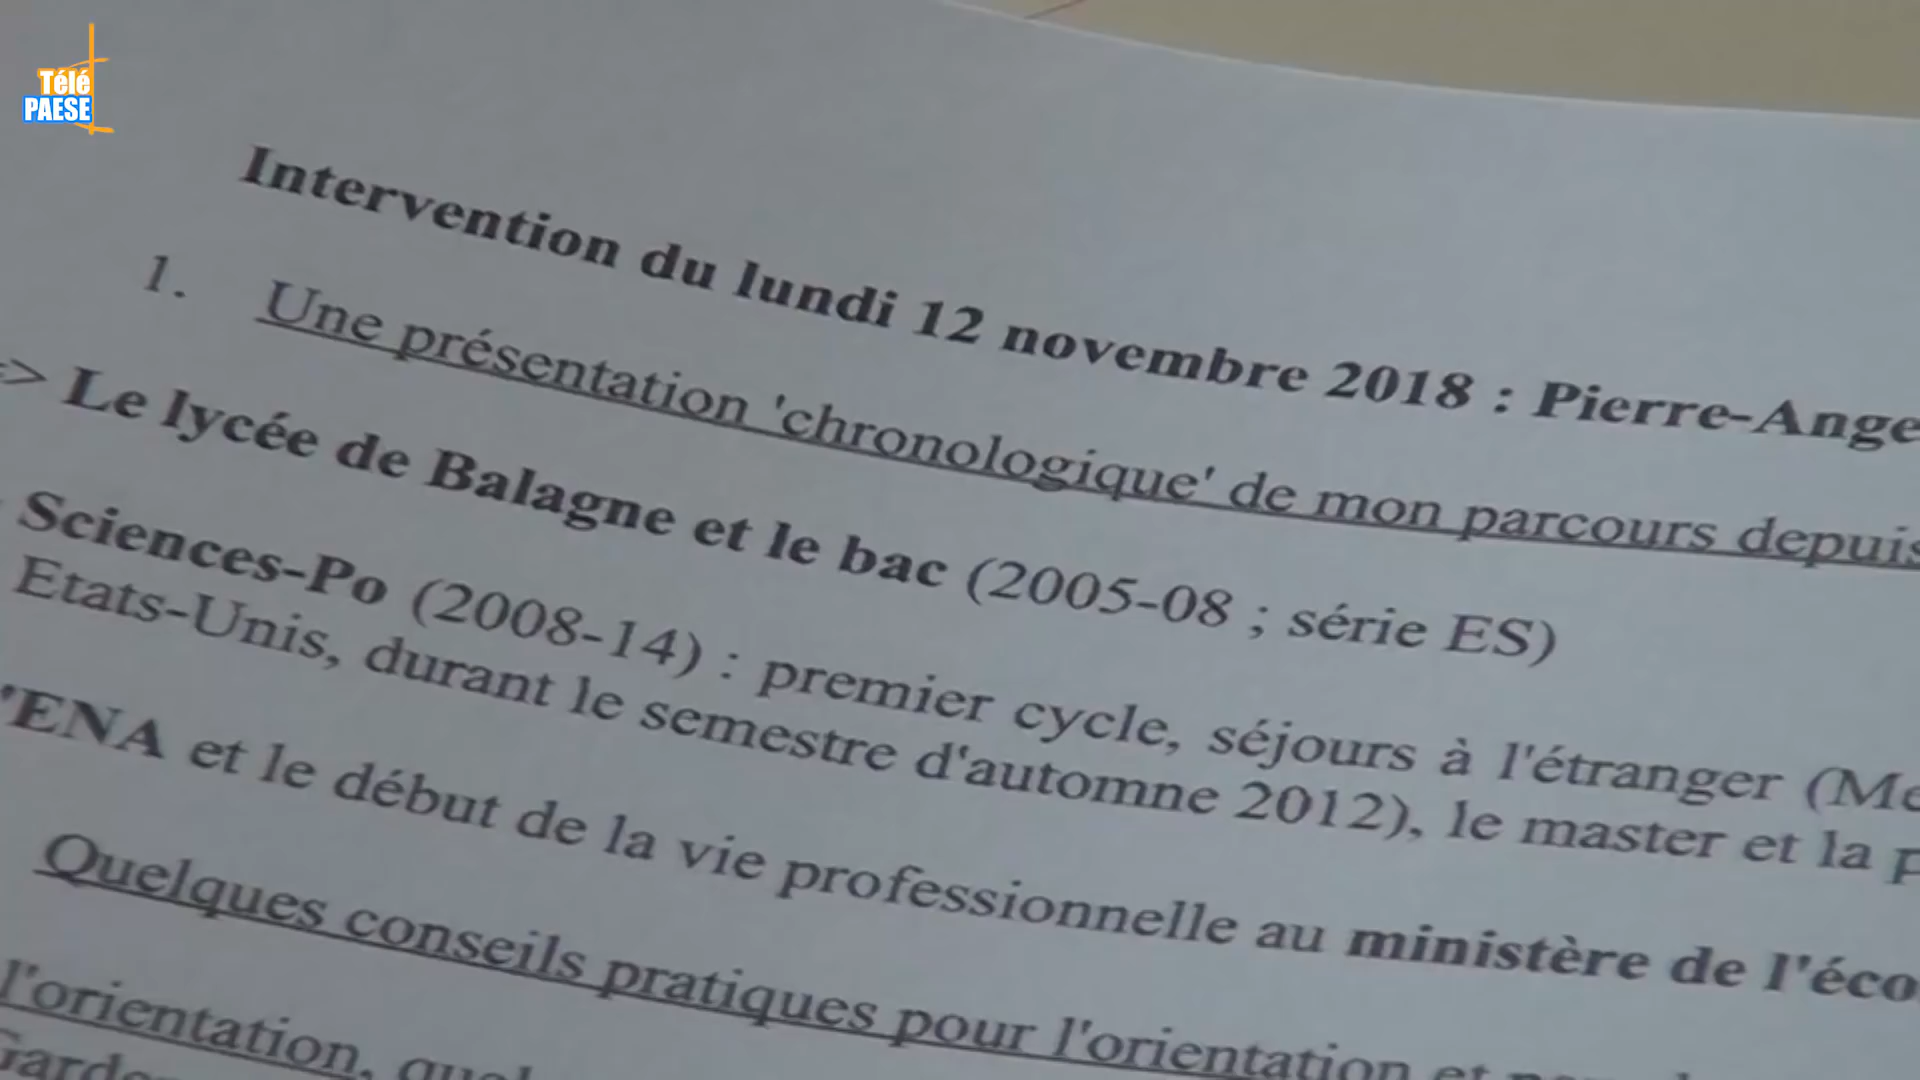 Télé
PAESE
Intervention du lundi 12 novembre 2018 : Pierre-Ange
1. Une présentation 'chronologique' de mon parcours depuis
=> Le lycée de Balagne et le bac (2005-08 ; série ES)
Sciences-Po (2008-14) : premier cycle, séjours à l'étranger (Me
Etats-Unis, durant le semestre d'automne 2012), le master et la p
'ENA et le début de la vie professionnelle au ministère de l'éco
Quelques conseils pratiques pour l'orientation et
l'orientation, quel